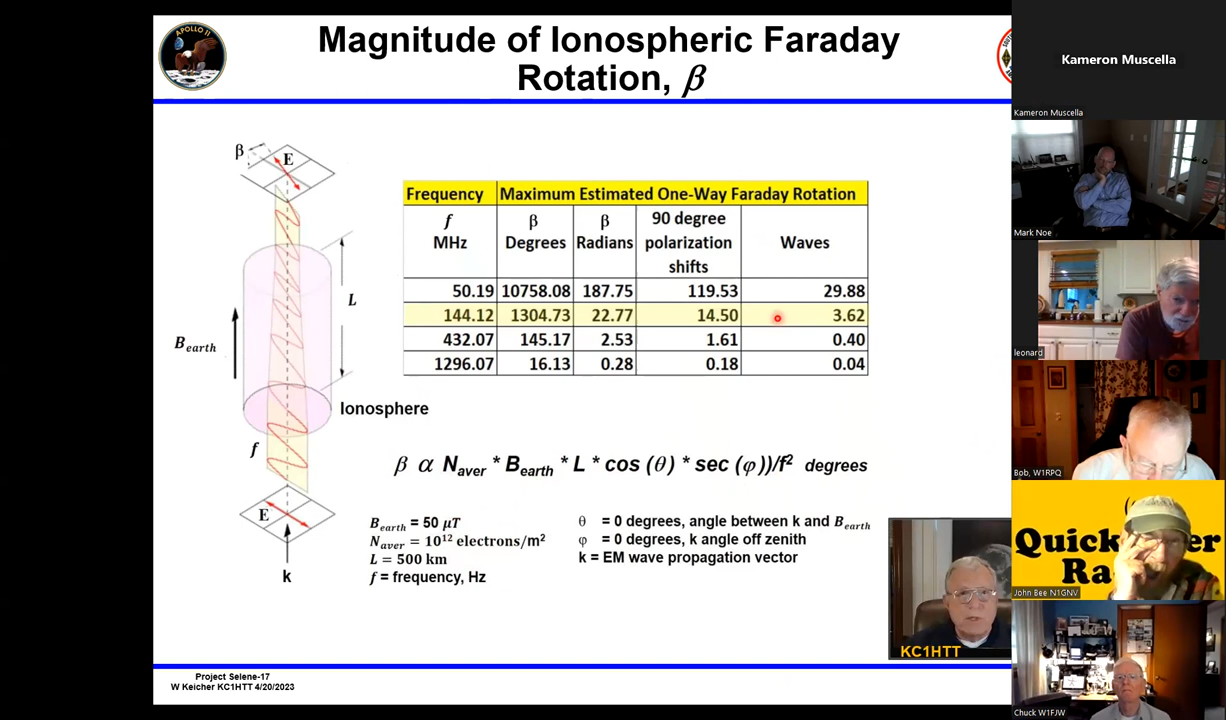 APOLLO 11
Magnitude of Ionospheric Faraday
Rotation, β
β
E
L
B earth
Ionosphere
f
E
k
Frequency Maximum Estimated One-Way Faraday Rotation
f MHz β Degrees β Radians 90 degree polarization shifts Waves
50.19 10758.08 187.75 119.53 29.88
144.12 1304.73 22.77 14.50 3.62
432.07 145.17 2.53 1.61 0.40
1296.07 16.13 0.28 0.18 0.04
β α Naver * Bearth * L * cos (θ) * sec (φ))/f² degrees
Bearth = 50 μT
Naver = 10¹² electrons/m²
L = 500 km
f = frequency, Hz
θ = 0 degrees, angle between k and Bearth
φ = 0 degrees, k angle off zenith
k = EM wave propagation vector
KC1HTT
Project Selene-17
W Keicher KC1HTT 4/20/2023
Kameron Muscella
Kameron Muscella
Mark Noe
leonard
Bob, W1RPQ
Quick
er
Ra
John Bee N1GNV
Chuck W1FJW